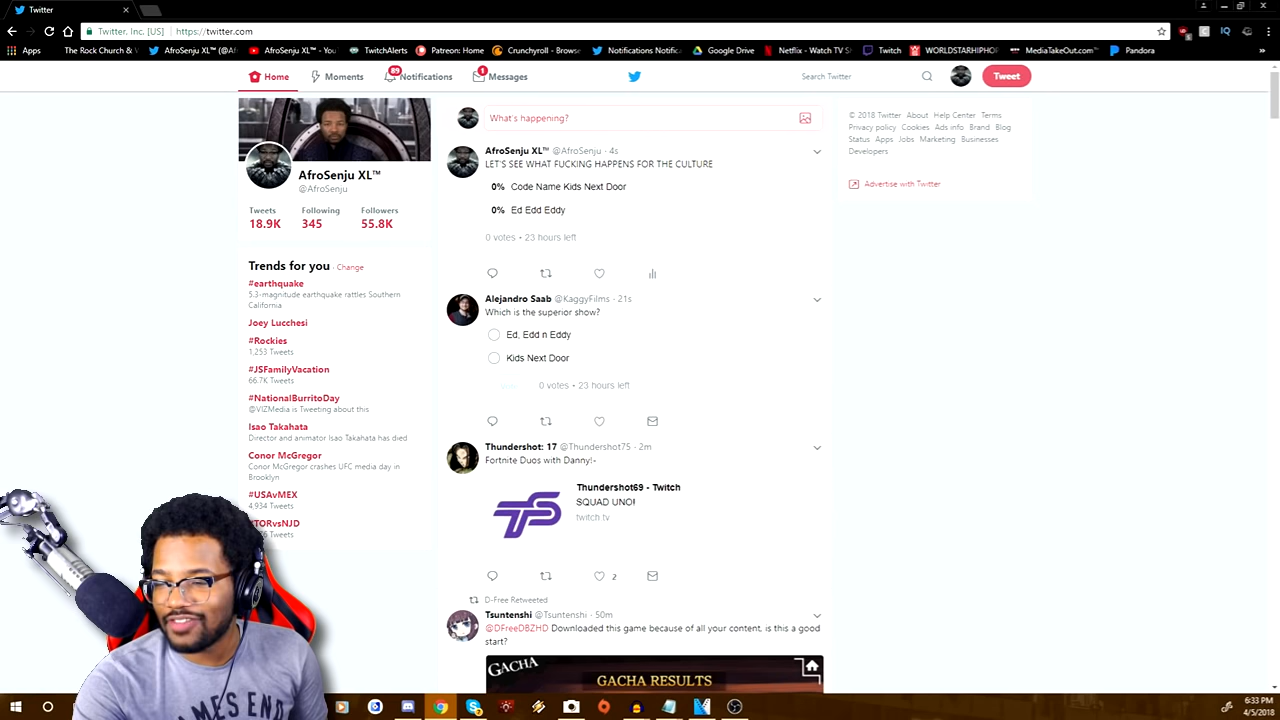 Twitter
Twitter, Inc. [US] https://twitter.com
Apps The Rock Church & V AfroSenju XL™ (@Af AfroSenju XL™ - You TwitchAlerts Patreon: Home Crunchyroll - Browse Notifications Notific Google Drive Netflix - Watch TV Sh Twitch WORLDSTARHIPHOP MediaTakeOut.com™ Pandora
Home Moments 89 Notifications 1 Messages Search Twitter Tweet
AfroSenju XL™
@AfroSenju
Tweets Following Followers
18.9K 345 55.8K
Trends for you · Change
#earthquake
5.3-magnitude earthquake rattles Southern
California
Joey Lucchesi
#Rockies
1,253 Tweets
#JSFamilyVacation
66.7K Tweets
#NationalBurritoDay
@VIZMedia is Tweeting about this
Isao Takahata
Director and animator Isao Takahata has died
Conor McGregor
Conor McGregor crashes UFC media day in
Brooklyn
#USAvMEX
4,934 Tweets
#TORvsNJD
Tweets
What's happening?
AfroSenju XL™ @AfroSenju · 4s
LET'S SEE WHAT FUCKING HAPPENS FOR THE CULTURE
0% Code Name Kids Next Door
0% Ed Edd Eddy
0 votes • 23 hours left
Alejandro Saab @KaggyFilms · 21s
Which is the superior show?
Ed, Edd n Eddy
Kids Next Door
0 votes • 23 hours left
Thundershot: 17 @Thundershot75 · 2m
Fortnite Duos with Danny!-
Thundershot69 - Twitch
SQUAD UNO!
twitch.tv
2
D-Free Retweeted
Tsuntenshi @Tsuntenshi · 50m
@DFreeDBZHD Downloaded this game because of all your content, is this a good
start?
GACHA
GACHA RESULTS
© 2018 Twitter About Help Center Terms
Privacy policy Cookies Ads info Brand Blog
Status Apps Jobs Marketing Businesses
Developers
Advertise with Twitter
6:33 PM
4/5/2018